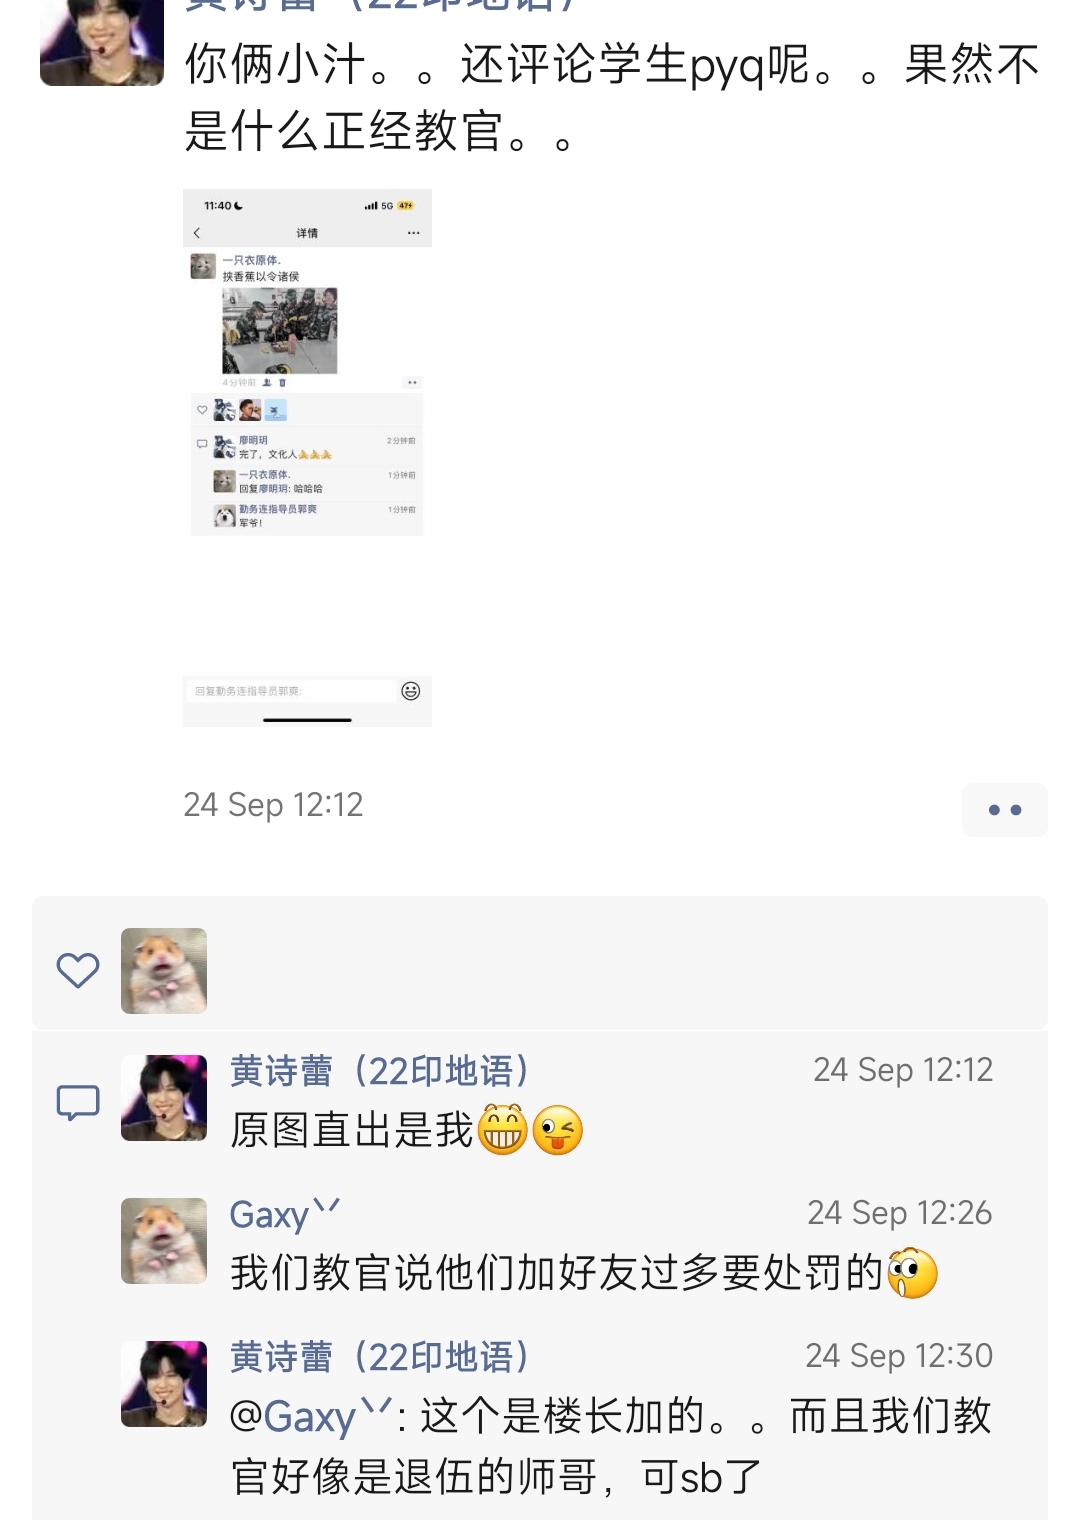 黄诗蕾（22印地语）
你俩小汁。。还评论学生pyq呢。。果然不
是什么正经教官。。
11:40
5G
47
详情
一只衣原体.
挟香蕉以令诸侯
4分钟前
廖明玥
2分钟前
完了，文化人🍌🍌🍌
一只衣原体.
1分钟前
回复廖明玥: 哈哈哈
勤务连指导员郭爽
1分钟前
军爷！
回复勤务连指导员郭爽:
24 Sep 12:12
黄诗蕾（22印地语）
24 Sep 12:12
原图直出是我😁😜
Gaxy丷
24 Sep 12:26
我们教官说他们加好友过多要处罚的
黄诗蕾（22印地语）
24 Sep 12:30
@Gaxy丷: 这个是楼长加的。。而且我们教
官好像是退伍的师哥，可sb了